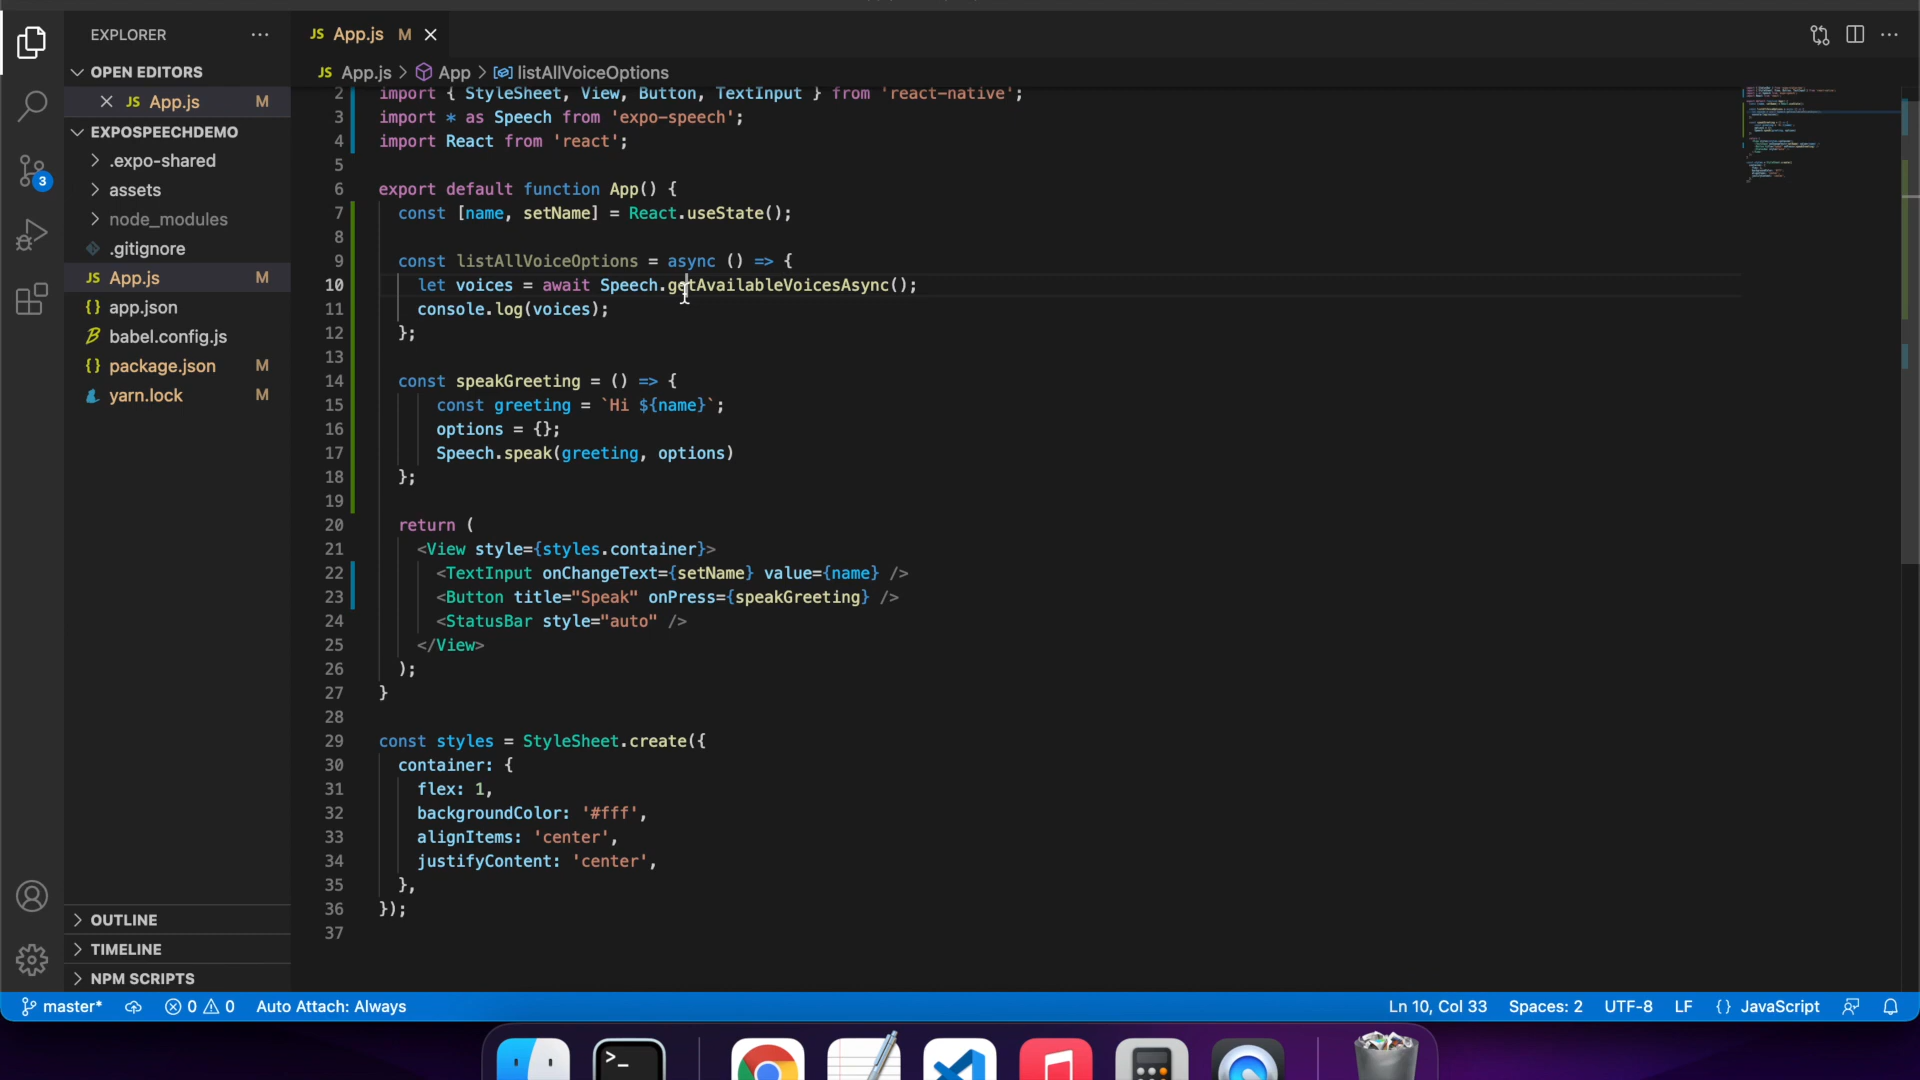 EXPLORER
JS App.js M
OPEN EDITORS
JS App.js M
JS App.js > App > listAllVoiceOptions
EXPOSPEECHDEMO
.expo-shared
assets
node_modules
.gitignore
JS App.js M
{} app.json
babel.config.js
{} package.json M
yarn.lock M
3
2 import { StyleSheet, View, Button, TextInput } from 'react-native';
3 import * as Speech from 'expo-speech';
4 import React from 'react';
5
6 export default function App() {
7 const [name, setName] = React.useState();
8
9 const listAllVoiceOptions = async () => {
10 let voices = await Speech.getAvailableVoicesAsync();
11 console.log(voices);
12 };
13
14 const speakGreeting = () => {
15 const greeting = `Hi ${name}`;
16 options = {};
17 Speech.speak(greeting, options)
18 };
19
20 return (
21 <View style={styles.container}>
22 <TextInput onChangeText={setName} value={name} />
23 <Button title="Speak" onPress={speakGreeting} />
24 <StatusBar style="auto" />
25 </View>
26 );
27 }
28
29 const styles = StyleSheet.create({
30 container: {
31 flex: 1,
32 backgroundColor: '#fff',
33 alignItems: 'center',
34 justifyContent: 'center',
35 },
36 });
37
OUTLINE
TIMELINE
NPM SCRIPTS
master* 0 0 Auto Attach: Always Ln 10, Col 33 Spaces: 2 UTF-8 LF {} JavaScript